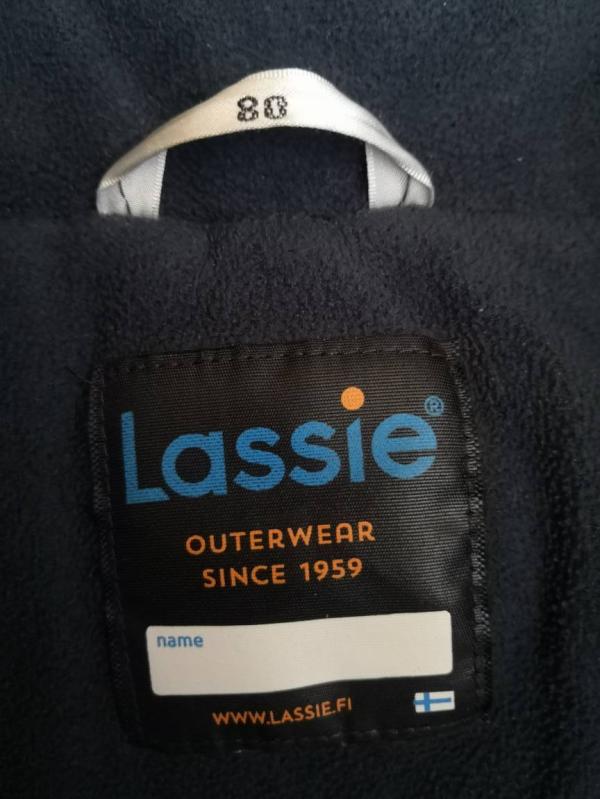 80
Lassie®
OUTERWEAR
SINCE 1959
name
WWW.LASSIE.FI